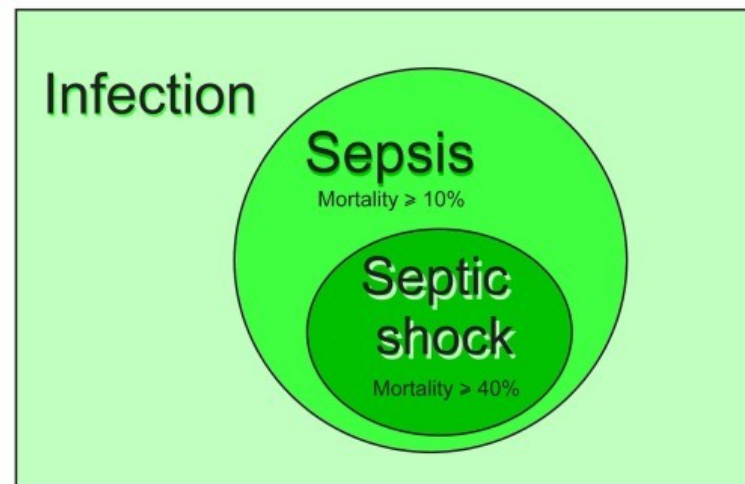 Infection
Sepsis
Mortality ⩾ 10%
Septic
shock
Mortality ⩾ 40%